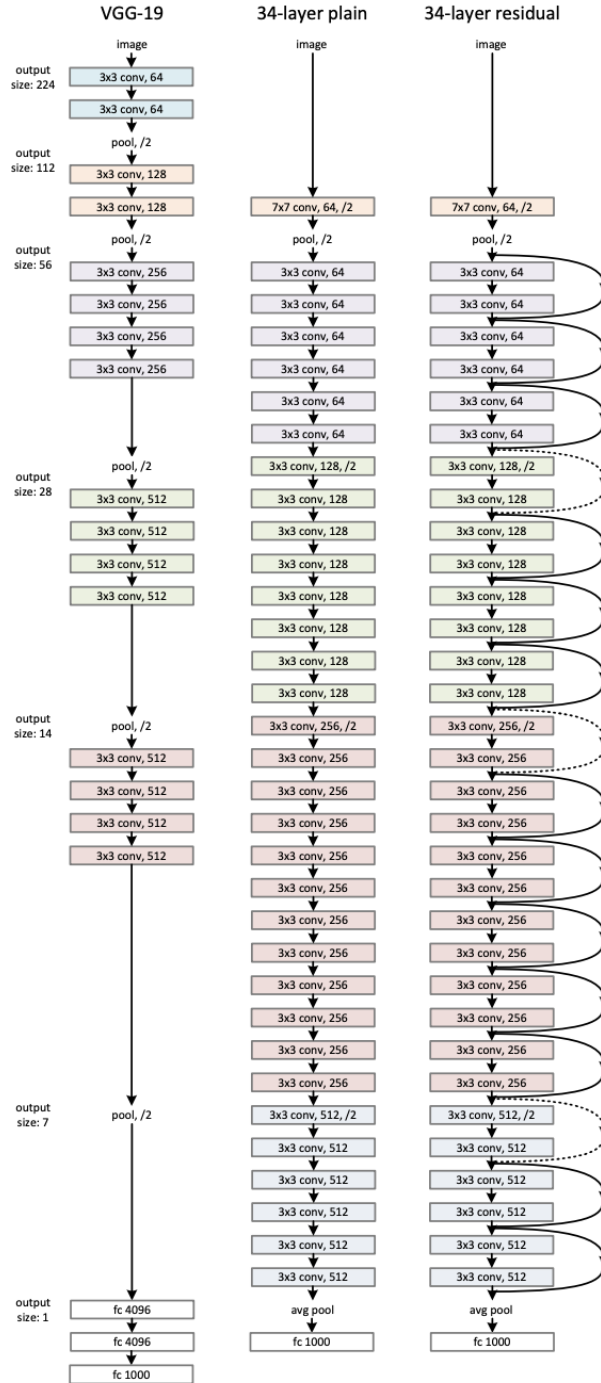 output
size: 224
output
size: 112
output
size: 56
output
size: 28
output
size: 14
output
size: 7
output
size: 1
VGG-19
image
3x3 conv, 64
3x3 conv, 64
pool, /2
3x3 conv, 128
3x3 conv, 128
pool, /2
3x3 conv, 256
3x3 conv, 256
3x3 conv, 256
3x3 conv, 256
pool, /2
3x3 conv, 512
3x3 conv, 512
3x3 conv, 512
3x3 conv, 512
pool, /2
3x3 conv, 512
3x3 conv, 512
3x3 conv, 512
3x3 conv, 512
pool, /2
fc 4096
fc 4096
fc 1000
34-layer plain
image
7x7 conv, 64, /2
pool, /2
3x3 conv, 64
3x3 conv, 64
3x3 conv, 64
3x3 conv, 64
3x3 conv, 64
3x3 conv, 64
3x3 conv, 128, /2
3x3 conv, 128
3x3 conv, 128
3x3 conv, 128
3x3 conv, 128
3x3 conv, 128
3x3 conv, 128
3x3 conv, 128
3x3 conv, 256, /2
3x3 conv, 256
3x3 conv, 256
3x3 conv, 256
3x3 conv, 256
3x3 conv, 256
3x3 conv, 256
3x3 conv, 256
3x3 conv, 256
3x3 conv, 256
3x3 conv, 256
3x3 conv, 256
3x3 conv, 512, /2
3x3 conv, 512
3x3 conv, 512
3x3 conv, 512
3x3 conv, 512
3x3 conv, 512
avg pool
fc 1000
34-layer residual
image
7x7 conv, 64, /2
pool, /2
3x3 conv, 64
3x3 conv, 64
3x3 conv, 64
3x3 conv, 64
3x3 conv, 64
3x3 conv, 64
3x3 conv, 128, /2
3x3 conv, 128
3x3 conv, 128
3x3 conv, 128
3x3 conv, 128
3x3 conv, 128
3x3 conv, 128
3x3 conv, 128
3x3 conv, 256, /2
3x3 conv, 256
3x3 conv, 256
3x3 conv, 256
3x3 conv, 256
3x3 conv, 256
3x3 conv, 256
3x3 conv, 256
3x3 conv, 256
3x3 conv, 256
3x3 conv, 256
3x3 conv, 256
3x3 conv, 512, /2
3x3 conv, 512
3x3 conv, 512
3x3 conv, 512
3x3 conv, 512
3x3 conv, 512
avg pool
fc 1000